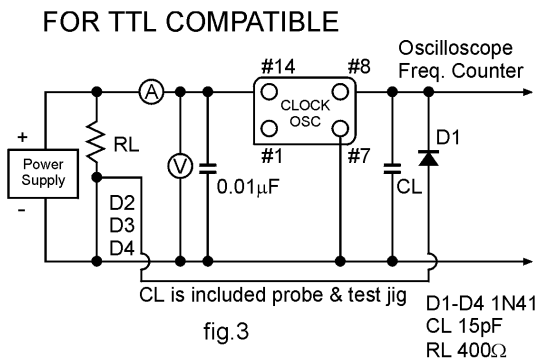 FOR TTL COMPATIBLE
Oscilloscope
Freq. Counter
#14
#8
A
CLOCK
OSC
+
RL
D1
Power
Supply
V
#1
#7
0.01μF
CL
-
D2
D3
D4
CL is included probe & test jig
D1-D4 1N41
CL 15pF
fig.3
RL 400Ω